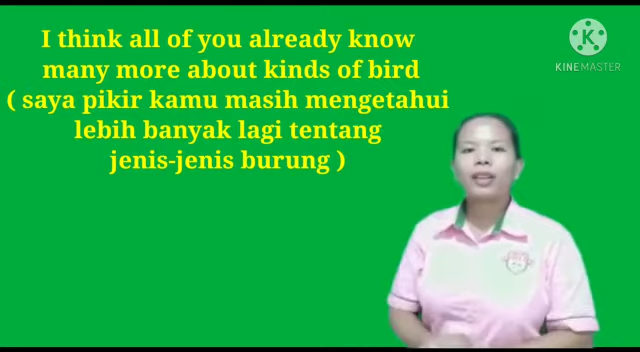 I think all of you already know
many more about kinds of bird
( saya pikir kamu masih mengetahui
lebih banyak lagi tentang
jenis-jenis burung )
K
KINEMASTER